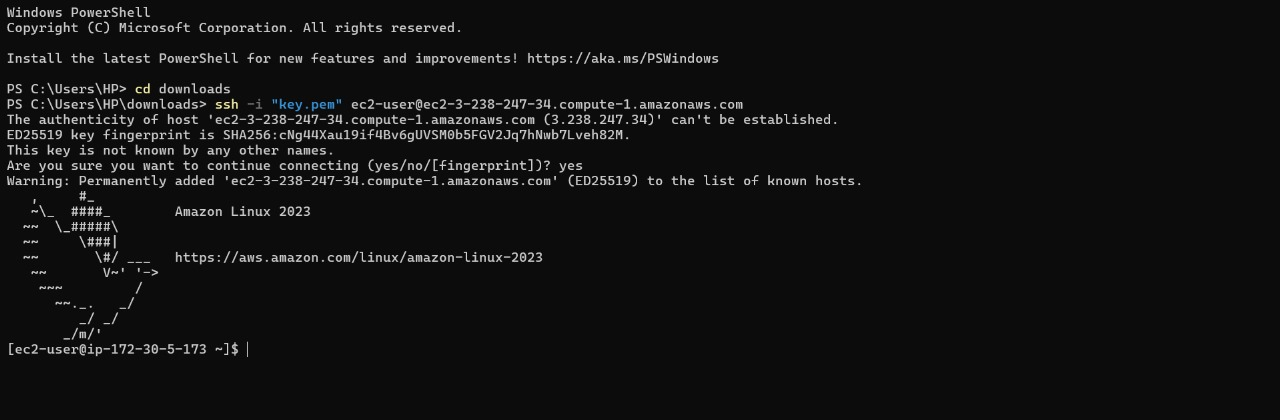 Windows PowerShell
Copyright (C) Microsoft Corporation. All rights reserved.

Install the latest PowerShell for new features and improvements! https://aka.ms/PSWindows

PS C:\Users\HP> cd downloads
PS C:\Users\HP\downloads> ssh -i "key.pem" ec2-user@ec2-3-238-247-34.compute-1.amazonaws.com
The authenticity of host 'ec2-3-238-247-34.compute-1.amazonaws.com (3.238.247.34)' can't be established.
ED25519 key fingerprint is SHA256:cNg44Xau19if4Bv6gUVSM0b5FGV2Jq7hNwb7Lveh82M.
This key is not known by any other names.
Are you sure you want to continue connecting (yes/no/[fingerprint])? yes
Warning: Permanently added 'ec2-3-238-247-34.compute-1.amazonaws.com' (ED25519) to the list of known hosts.
   ,     #_
   ~\_  ####_        Amazon Linux 2023
  ~~  \_#####\
  ~~     \###|
  ~~       \#/ ___   https://aws.amazon.com/linux/amazon-linux-2023
   ~~       V~' '->
    ~~~         /
      ~~._.   _/
         _/ _/
       _/m/'
[ec2-user@ip-172-30-5-173 ~]$